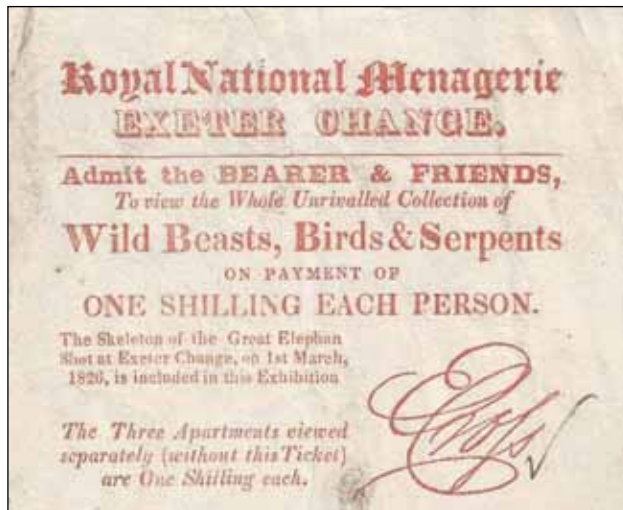 Royal National Menagerie
EXETER CHANGE.
Admit the BEARER & FRIENDS,
To view the Whole Unrivalled Collection of
Wild Beasts, Birds & Serpents
ON PAYMENT OF
ONE SHILLING EACH PERSON.
The Skeleton of the Great Elephan
Shot at Exeter Change, on 1st March,
1826, is included in this Exhibition
The Three Apartments viewed
separately (without this Ticket)
are One Shilling each.